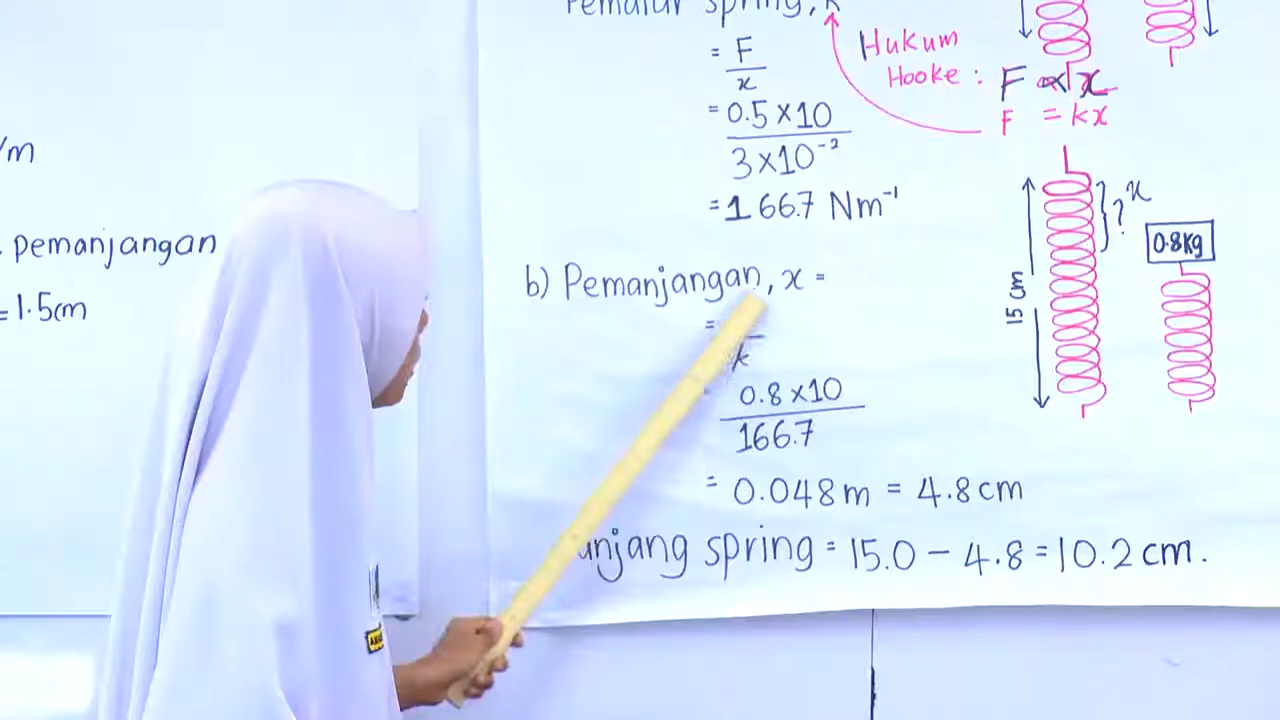 /m
pemanjangan
= 1.5cm
spring, k
= F
x
= 0.5 x 10
3 x 10⁻²
= 166.7 Nm⁻¹
Hukum
Hooke : F ∝ x
F = kx
b) Pemanjangan, x =
=
k
0.8 x 10
166.7
= 0.048 m = 4.8 cm
spring = 15.0 – 4.8 = 10.2 cm.
15 cm
? x
0.8kg